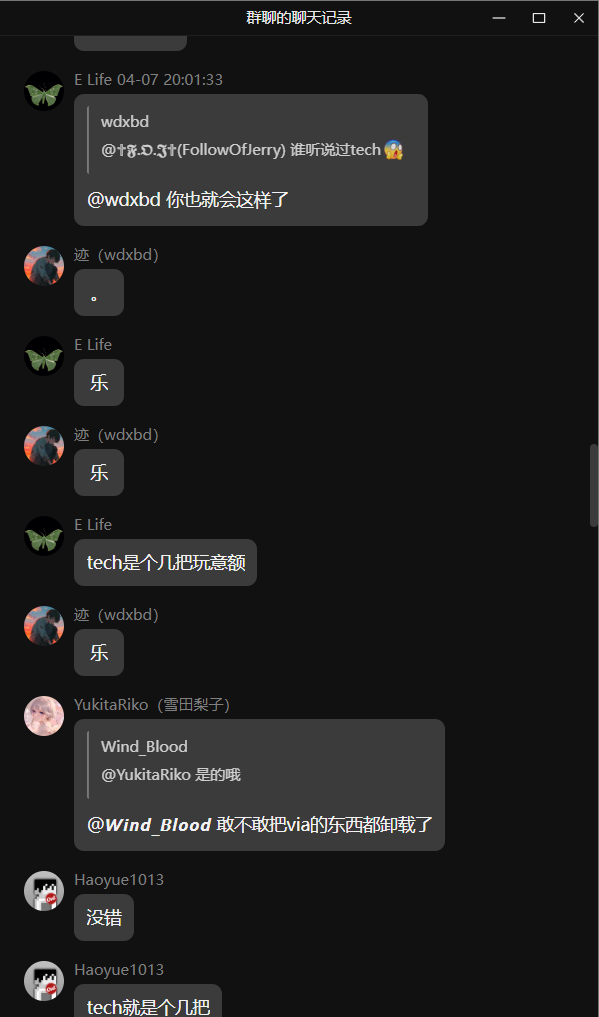 群聊的聊天记录
E Life 04-07 20:01:33
wdxbd
@✝𝕱.𝕺.𝕵✝(FollowOfJerry) 谁听说过tech 😱
@wdxbd 你也就会这样了
迹（wdxbd）
。
E Life
乐
迹（wdxbd）
乐
E Life
tech是个几把玩意额
迹（wdxbd）
乐
YukitaRiko（雪田梨子）
Wind_Blood
@YukitaRiko 是的哦
@𝑾𝒊𝒏𝒅_𝑩𝒍𝒐𝒐𝒅 敢不敢把via的东西都卸载了
Haoyue1013
没错
Haoyue1013
tech就是个几把